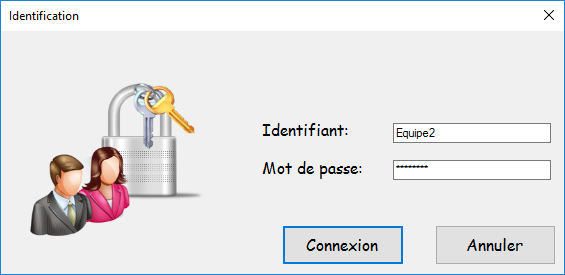 Identification
Identifiant: Equipe2
Mot de passe: ********
Connexion Annuler